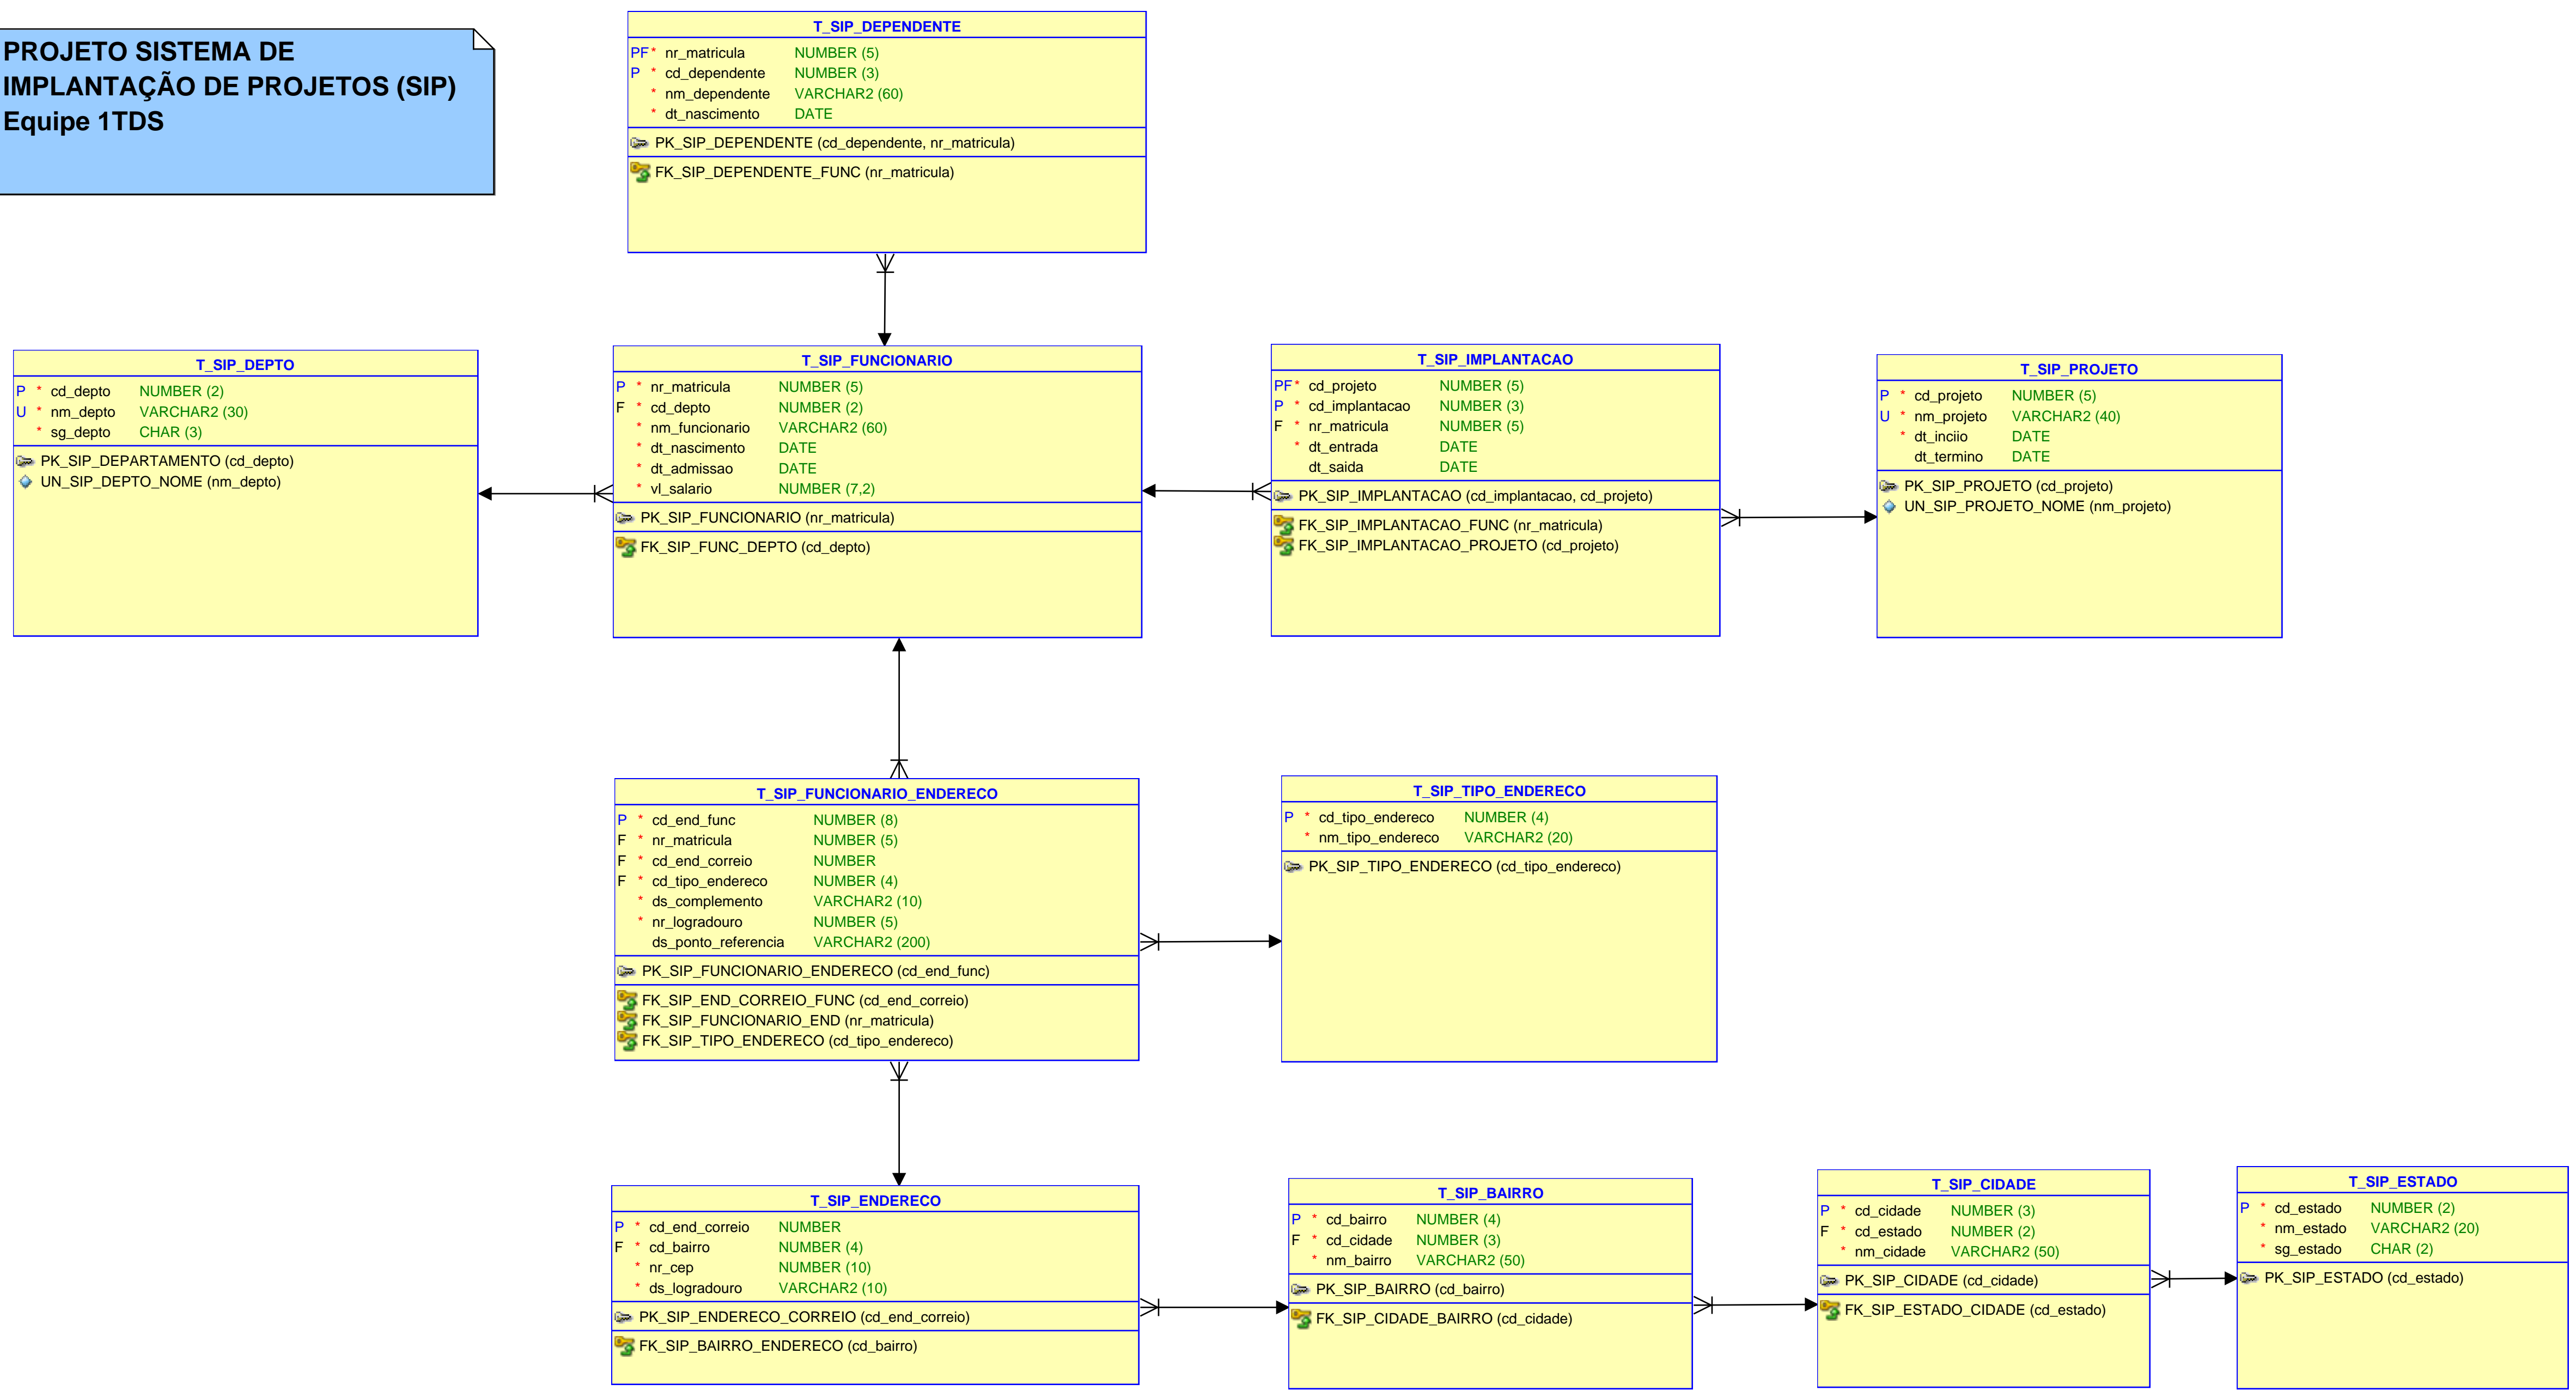 PROJETO SISTEMA DE
IMPLANTAÇÃO DE PROJETOS (SIP)
Equipe 1TDS
T_SIP_DEPENDENTE
PF * nr_matricula NUMBER (5)
P * cd_dependente NUMBER (3)
* nm_dependente VARCHAR2 (60)
* dt_nascimento DATE
PK_SIP_DEPENDENTE (cd_dependente, nr_matricula)
FK_SIP_DEPENDENTE_FUNC (nr_matricula)
T_SIP_DEPTO
P * cd_depto NUMBER (2)
U * nm_depto VARCHAR2 (30)
* sg_depto CHAR (3)
PK_SIP_DEPARTAMENTO (cd_depto)
UN_SIP_DEPTO_NOME (nm_depto)
T_SIP_FUNCIONARIO
P * nr_matricula NUMBER (5)
F * cd_depto NUMBER (2)
* nm_funcionario VARCHAR2 (60)
* dt_nascimento DATE
* dt_admissao DATE
* vl_salario NUMBER (7,2)
PK_SIP_FUNCIONARIO (nr_matricula)
FK_SIP_FUNC_DEPTO (cd_depto)
T_SIP_IMPLANTACAO
PF * cd_projeto NUMBER (5)
P * cd_implantacao NUMBER (3)
F * nr_matricula NUMBER (5)
* dt_entrada DATE
dt_saida DATE
PK_SIP_IMPLANTACAO (cd_implantacao, cd_projeto)
FK_SIP_IMPLANTACAO_FUNC (nr_matricula)
FK_SIP_IMPLANTACAO_PROJETO (cd_projeto)
T_SIP_PROJETO
P * cd_projeto NUMBER (5)
U * nm_projeto VARCHAR2 (40)
* dt_inciio DATE
dt_termino DATE
PK_SIP_PROJETO (cd_projeto)
UN_SIP_PROJETO_NOME (nm_projeto)
T_SIP_FUNCIONARIO_ENDERECO
P * cd_end_func NUMBER (8)
F * nr_matricula NUMBER (5)
F * cd_end_correio NUMBER
F * cd_tipo_endereco NUMBER (4)
* ds_complemento VARCHAR2 (10)
* nr_logradouro NUMBER (5)
ds_ponto_referencia VARCHAR2 (200)
PK_SIP_FUNCIONARIO_ENDERECO (cd_end_func)
FK_SIP_END_CORREIO_FUNC (cd_end_correio)
FK_SIP_FUNCIONARIO_END (nr_matricula)
FK_SIP_TIPO_ENDERECO (cd_tipo_endereco)
T_SIP_TIPO_ENDERECO
P * cd_tipo_endereco NUMBER (4)
* nm_tipo_endereco VARCHAR2 (20)
PK_SIP_TIPO_ENDERECO (cd_tipo_endereco)
T_SIP_ENDERECO
P * cd_end_correio NUMBER
F * cd_bairro NUMBER (4)
* nr_cep NUMBER (10)
* ds_logradouro VARCHAR2 (10)
PK_SIP_ENDERECO_CORREIO (cd_end_correio)
FK_SIP_BAIRRO_ENDERECO (cd_bairro)
T_SIP_BAIRRO
P * cd_bairro NUMBER (4)
F * cd_cidade NUMBER (3)
* nm_bairro VARCHAR2 (50)
PK_SIP_BAIRRO (cd_bairro)
FK_SIP_CIDADE_BAIRRO (cd_cidade)
T_SIP_CIDADE
P * cd_cidade NUMBER (3)
F * cd_estado NUMBER (2)
* nm_cidade VARCHAR2 (50)
PK_SIP_CIDADE (cd_cidade)
FK_SIP_ESTADO_CIDADE (cd_estado)
T_SIP_ESTADO
P * cd_estado NUMBER (2)
* nm_estado VARCHAR2 (20)
* sg_estado CHAR (2)
PK_SIP_ESTADO (cd_estado)